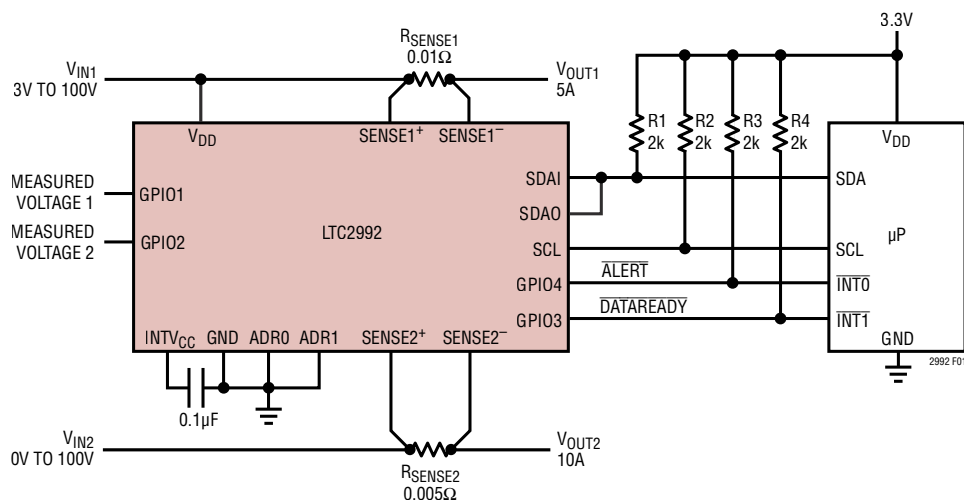 3.3V
RSENSE1
0.01Ω
VIN1
3V TO 100V
VOUT1
5A
R1
2k
R2
2k
R3
2k
R4
2k
VDD
SENSE1+
SENSE1–
VDD
MEASURED
VOLTAGE 1
GPIO1
SDAI
SDA
SDAO
MEASURED
VOLTAGE 2
GPIO2
LTC2992
µP
SCL
SCL
GPIO4
ALERT
INT0
GPIO3
DATAREADY
INT1
INTVCC
GND
ADR0
ADR1
SENSE2+
SENSE2–
GND
2992 F01
0.1µF
VIN2
0V TO 100V
VOUT2
10A
RSENSE2
0.005Ω